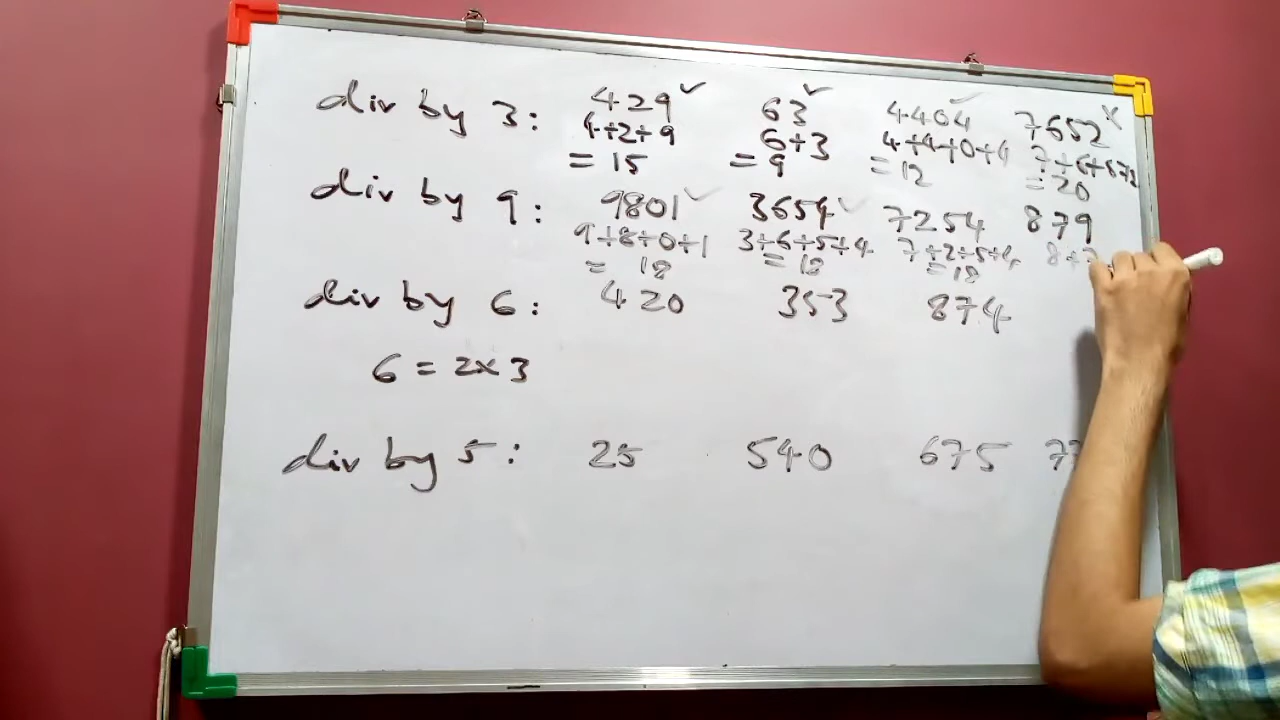 div by 3: 429✓ 63✓ 4404✓ 7652×
4+2+9 6+3 4+4+0+4 7+6+5+2
= 15 = 9 = 12 = 20
div by 9: 9801✓ 3654✓ 7254 879
9+8+0+1 3+6+5+4 7+2+5+4 8+7
= 18 = 18 = 18
div by 6: 420 353 874
6 = 2×3
div by 5: 25 540 675